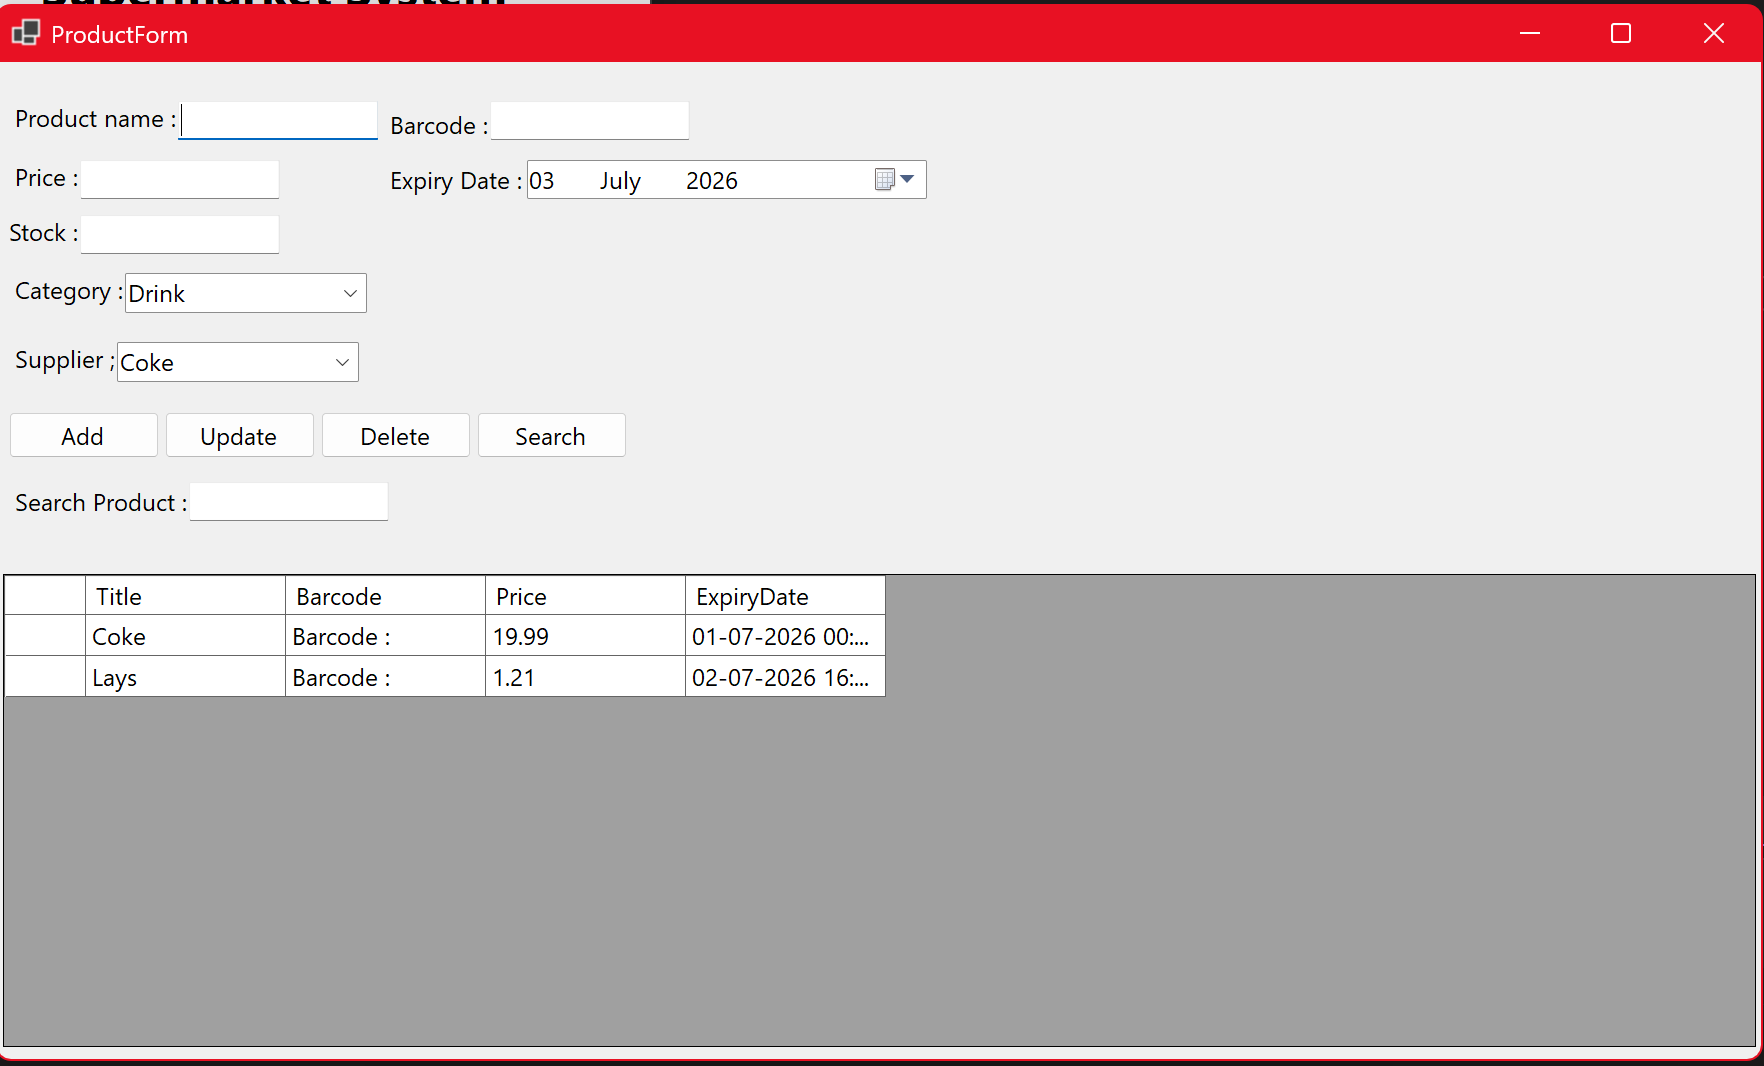 Supermarket System
ProductForm
Product name :
Barcode :
Price :
Expiry Date : 03 July 2026
Stock :
Category : Drink
Supplier ; Coke
Add Update Delete Search
Search Product :
Title Barcode Price ExpiryDate
Coke Barcode : 19.99 01-07-2026 00:...
Lays Barcode : 1.21 02-07-2026 16:...